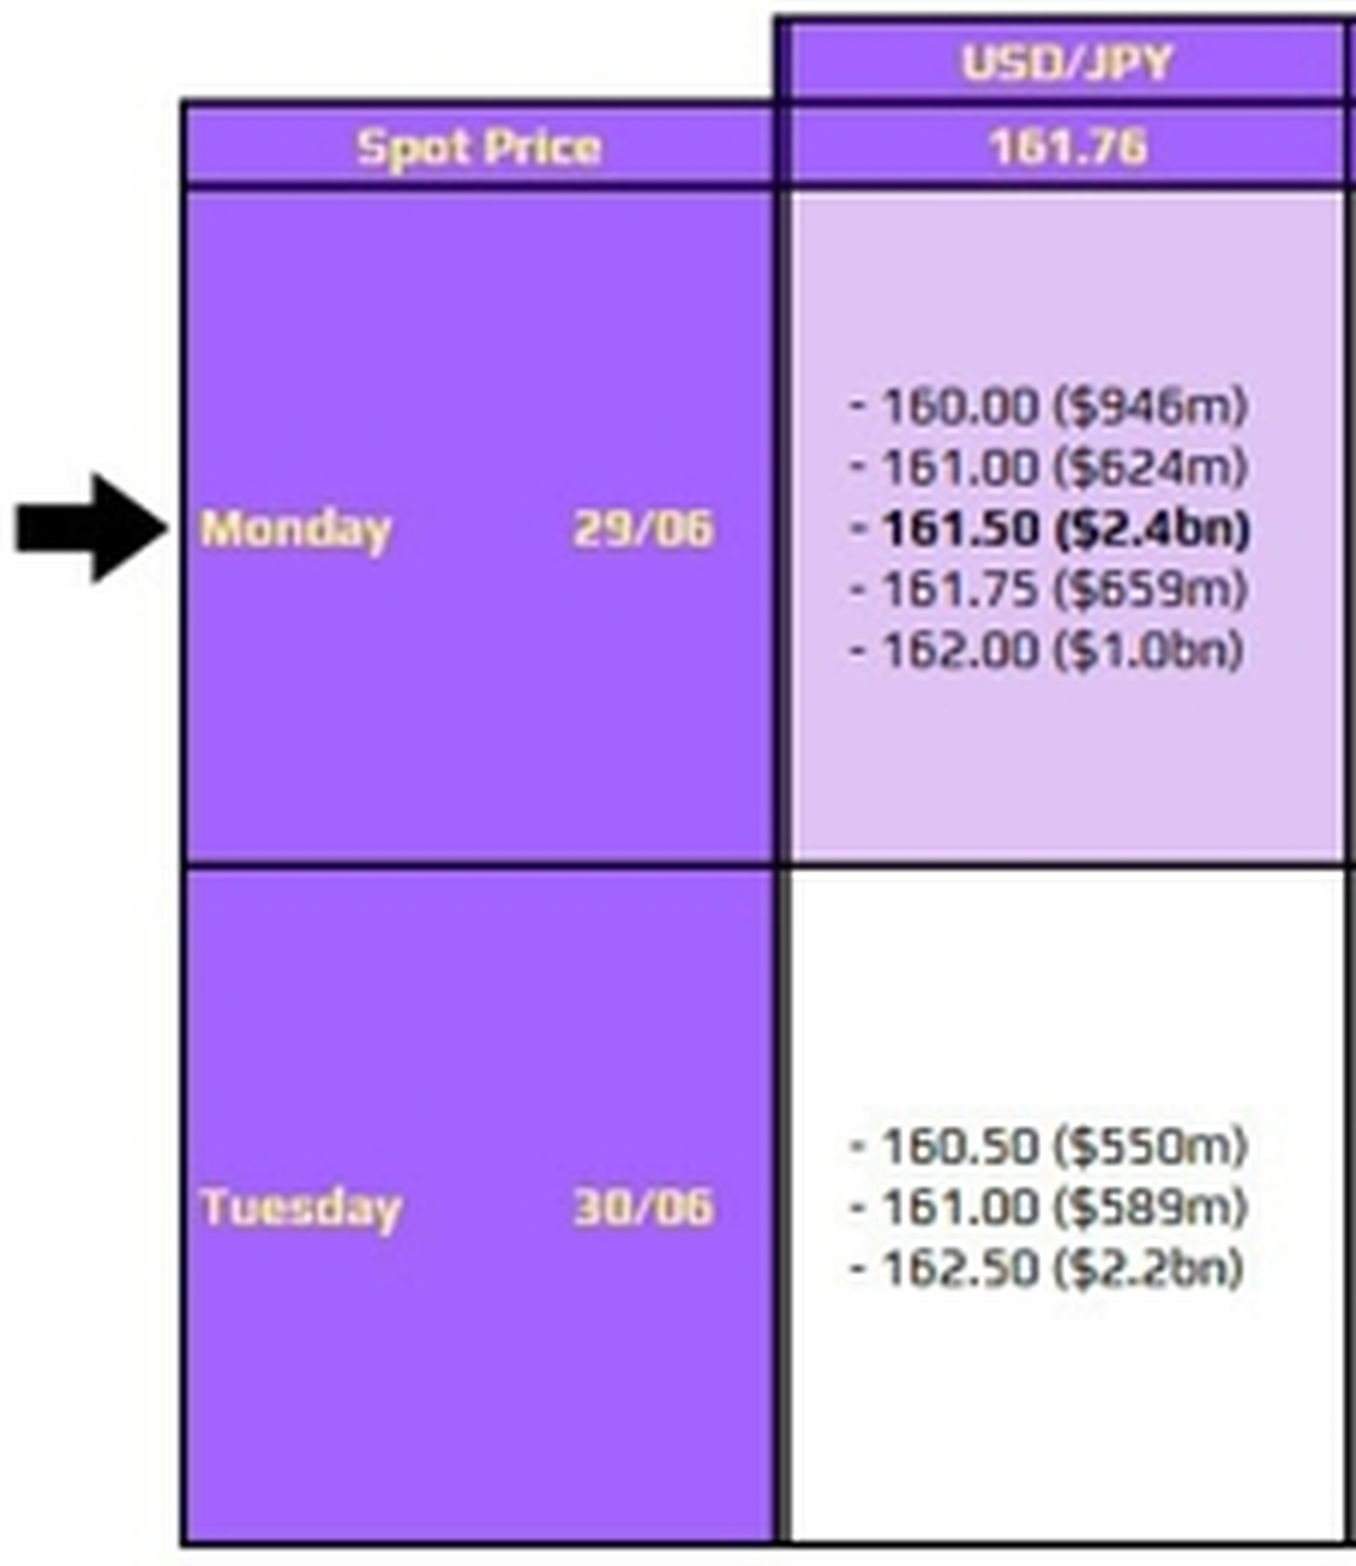 USD/JPY
Spot Price 161.76
Monday 29/06
- 160.00 ($946m)
- 161.00 ($624m)
- 161.50 ($2.4bn)
- 161.75 ($659m)
- 162.00 ($1.0bn)
Tuesday 30/06
- 160.50 ($550m)
- 161.00 ($589m)
- 162.50 ($2.2bn)